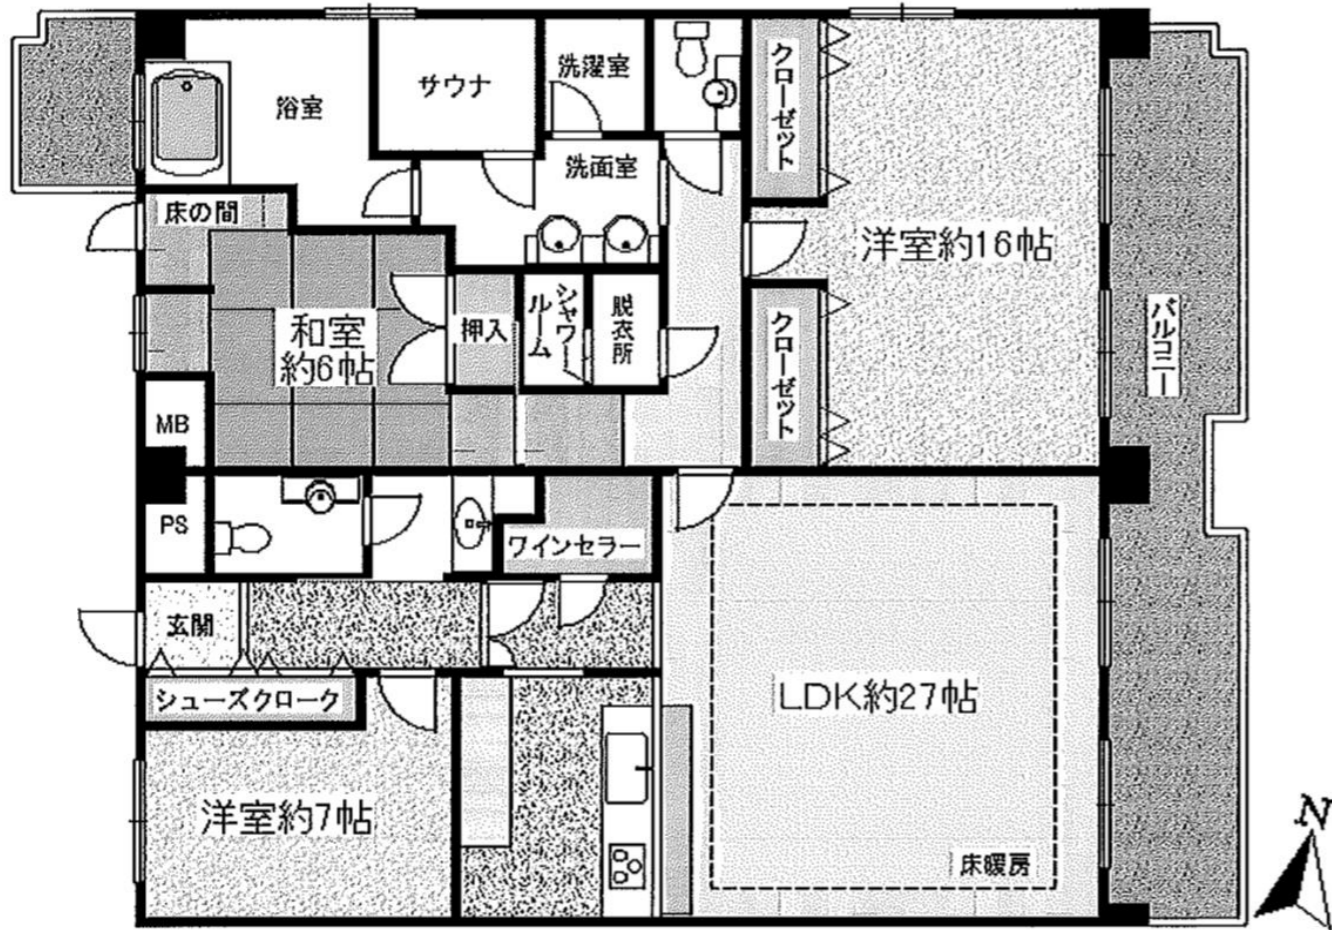 浴室
サウナ
洗濯室
クローゼット
洗面室
床の間
洋室約16帖
和室
約6帖
押入
シャワー
ルーム
脱衣所
クローゼット
バルコニー
MB
PS
ワインセラー
玄関
シューズクローク
LDK約27帖
洋室約7帖
床暖房
N